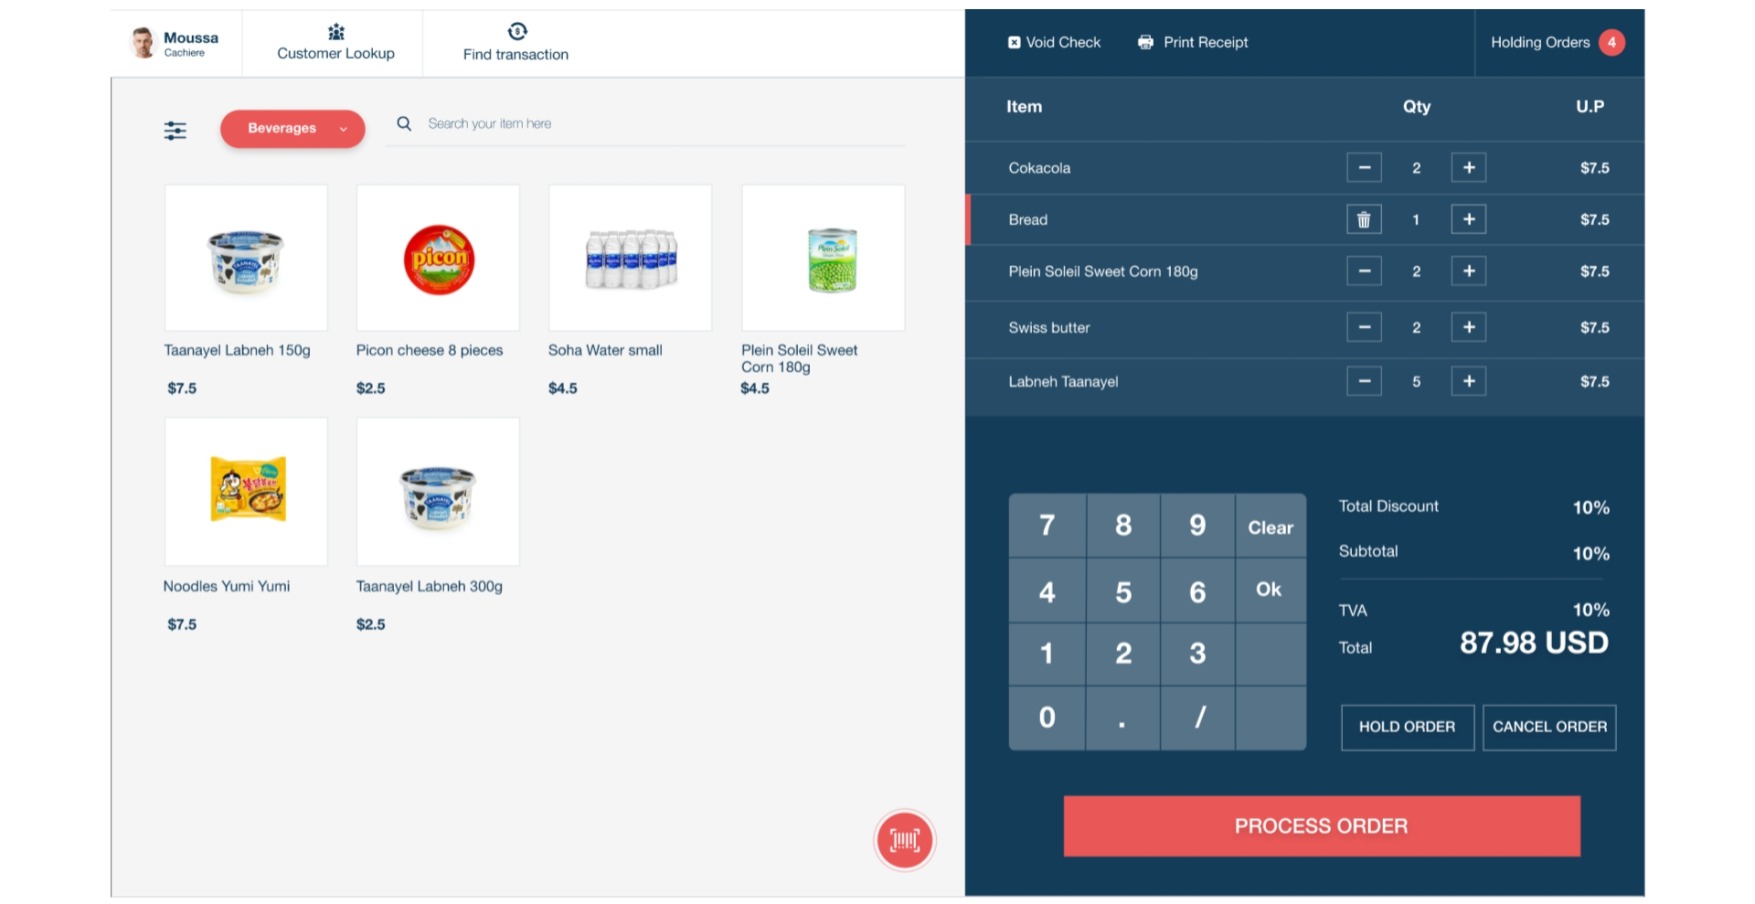 Moussa
Cachiere
Customer Lookup
Find transaction
Void Check
Print Receipt
Holding Orders 4
Beverages
Search your item here
picon
Plein Soleil
Taanayel Labneh 150g
$7.5
Picon cheese 8 pieces
$2.5
Soha Water small
$4.5
Plein Soleil Sweet
Corn 180g
$4.5
TAANAYEL
Noodles Yumi Yumi
$7.5
Taanayel Labneh 300g
$2.5
Item Qty U.P
Cokacola − 2 + $7.5
Bread 1 + $7.5
Plein Soleil Sweet Corn 180g − 2 + $7.5
Swiss butter − 2 + $7.5
Labneh Taanayel − 5 + $7.5
7 8 9 Clear
4 5 6 Ok
1 2 3
0 . /
Total Discount 10%
Subtotal 10%
TVA 10%
Total 87.98 USD
HOLD ORDER
CANCEL ORDER
PROCESS ORDER